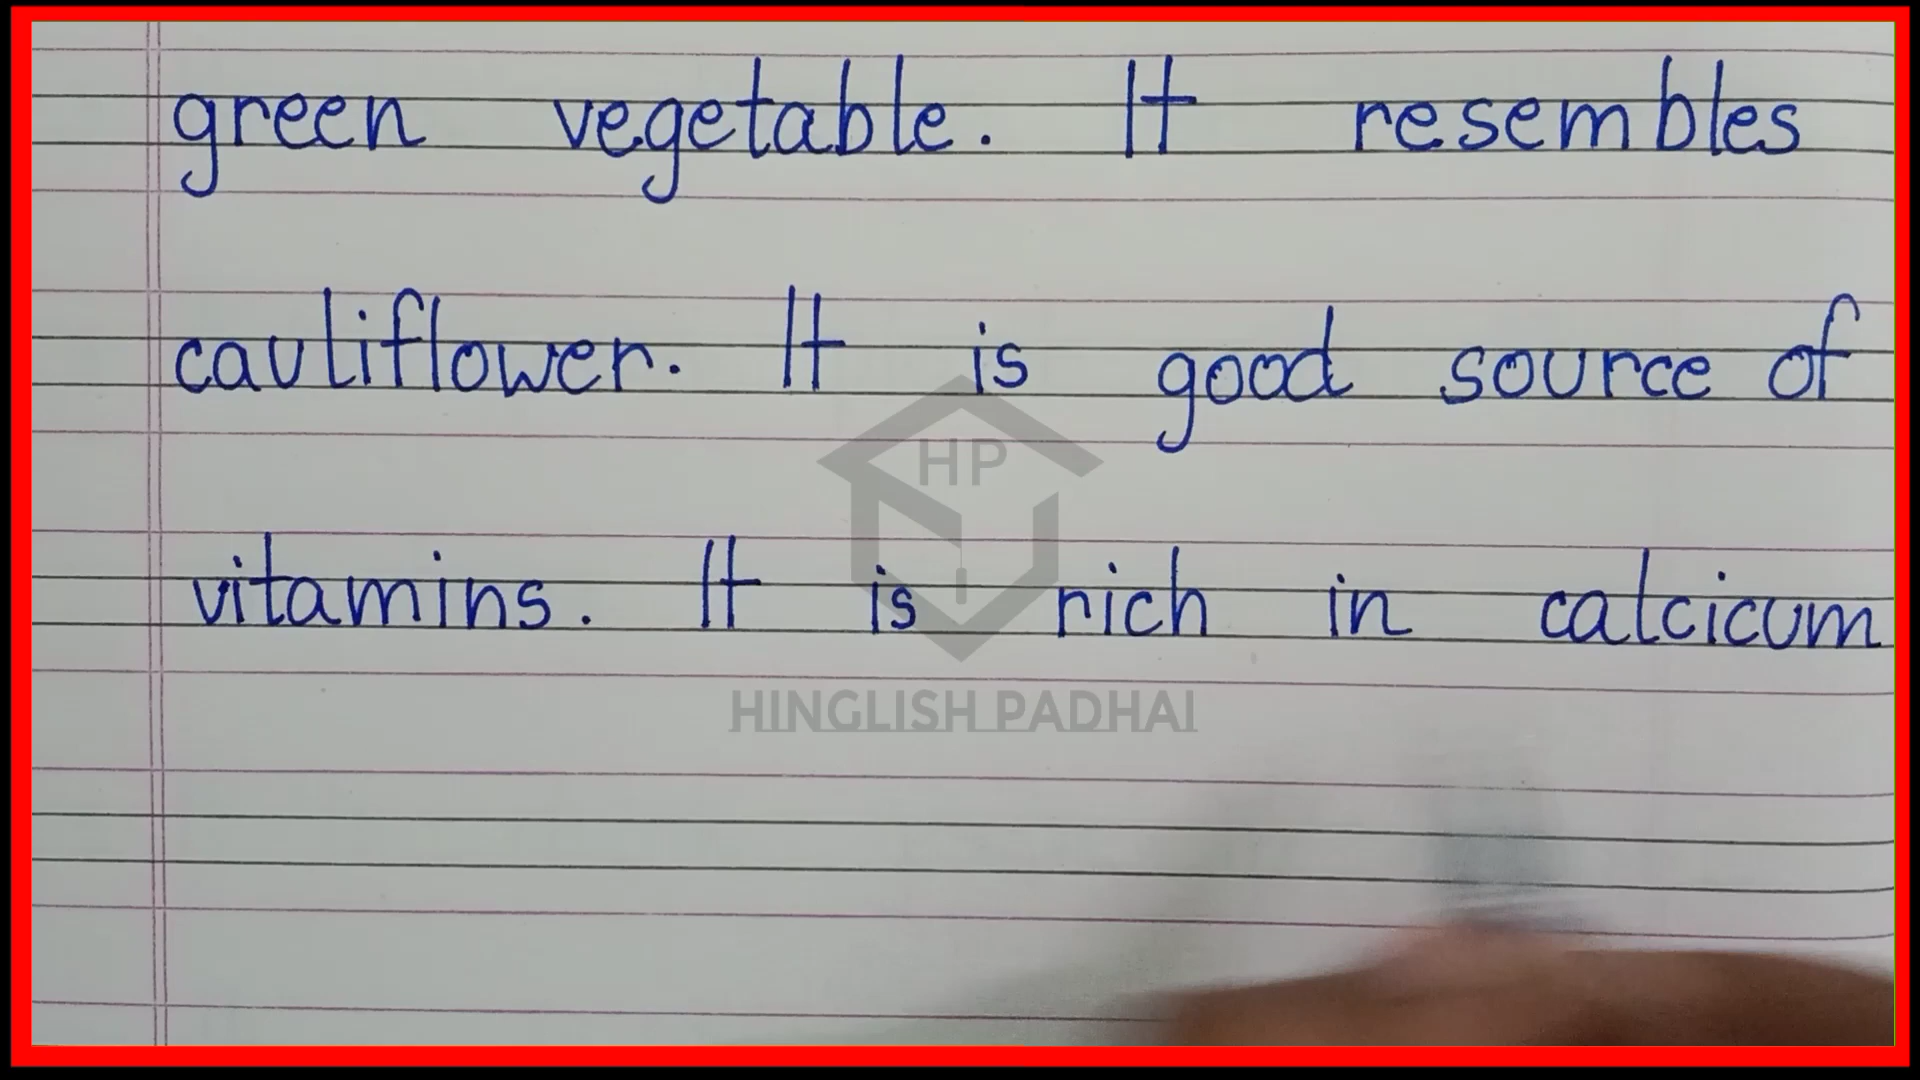 green vegetable. It resembles
cauliflower. It is good source of
HP
vitamins. It is rich in calcicum
HINGLISH PADHAI